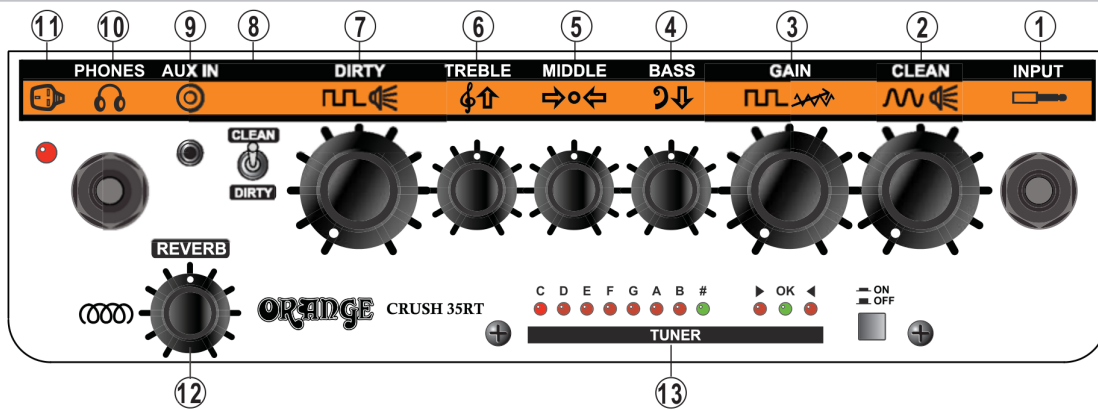 11 10 9 8 7 6 5 4 3 2 1
PHONES AUX IN DIRTY TREBLE MIDDLE BASS GAIN CLEAN INPUT
CLEAN
DIRTY
REVERB
ORANGE CRUSH 35RT
C D E F G A B # OK
ON
OFF
TUNER
12 13